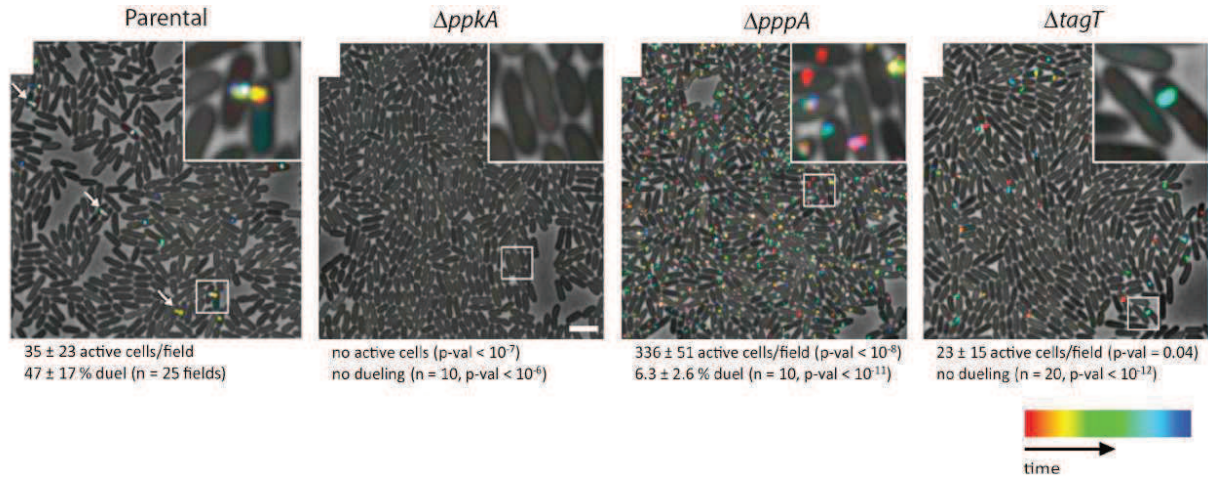 Parental
ΔppkA
ΔpppA
ΔtagT
35 ± 23 active cells/field
47 ± 17 % duel (n = 25 fields)
no active cells (p-val < 10⁻⁷)
no dueling (n = 10, p-val < 10⁻⁶)
336 ± 51 active cells/field (p-val < 10⁻⁸)
6.3 ± 2.6 % duel (n = 10, p-val < 10⁻¹¹)
23 ± 15 active cells/field (p-val = 0.04)
no dueling (n = 20, p-val < 10⁻¹²)
time